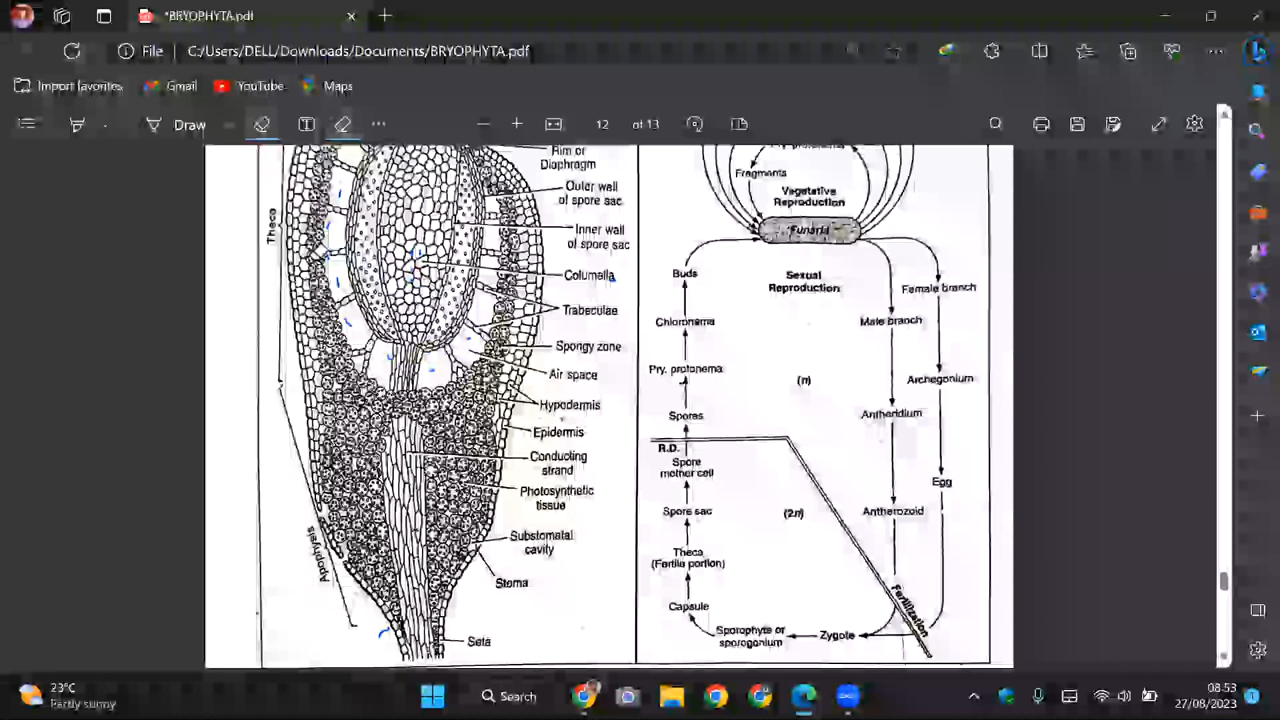 *BRYOPHYTA.pdf
File
C:/Users/DELL/Downloads/Documents/BRYOPHYTA.pdf
Import favorites
Gmail
YouTube
Maps
Draw
12 of 13
Rim or
Diaphragm
Outer wall
of spore sac
Inner wall
of spore sac
Columella
Trabeculae
Spongy zone
Air space
Hypodermis
Epidermis
Conducting
strand
Photosynthetic
tissue
Substomatal
cavity
Stoma
Seta
Theca
Apophysis
Fragments
Vegetative
Reproduction
Funaria
Sexual
Reproduction
Buds
Chloronema
Pry. protonema
Spores
R.D.
Spore
mother cell
Spore sac
Theca
(Fertile portion)
Capsule
Sporophyte or
sporogonium
Zygote
(n)
(2n)
Male branch
Female branch
Archegonium
Antheridium
Egg
Antherozoid
Fertilization
23°C
Partly sunny
Search
08:53
27/08/2023